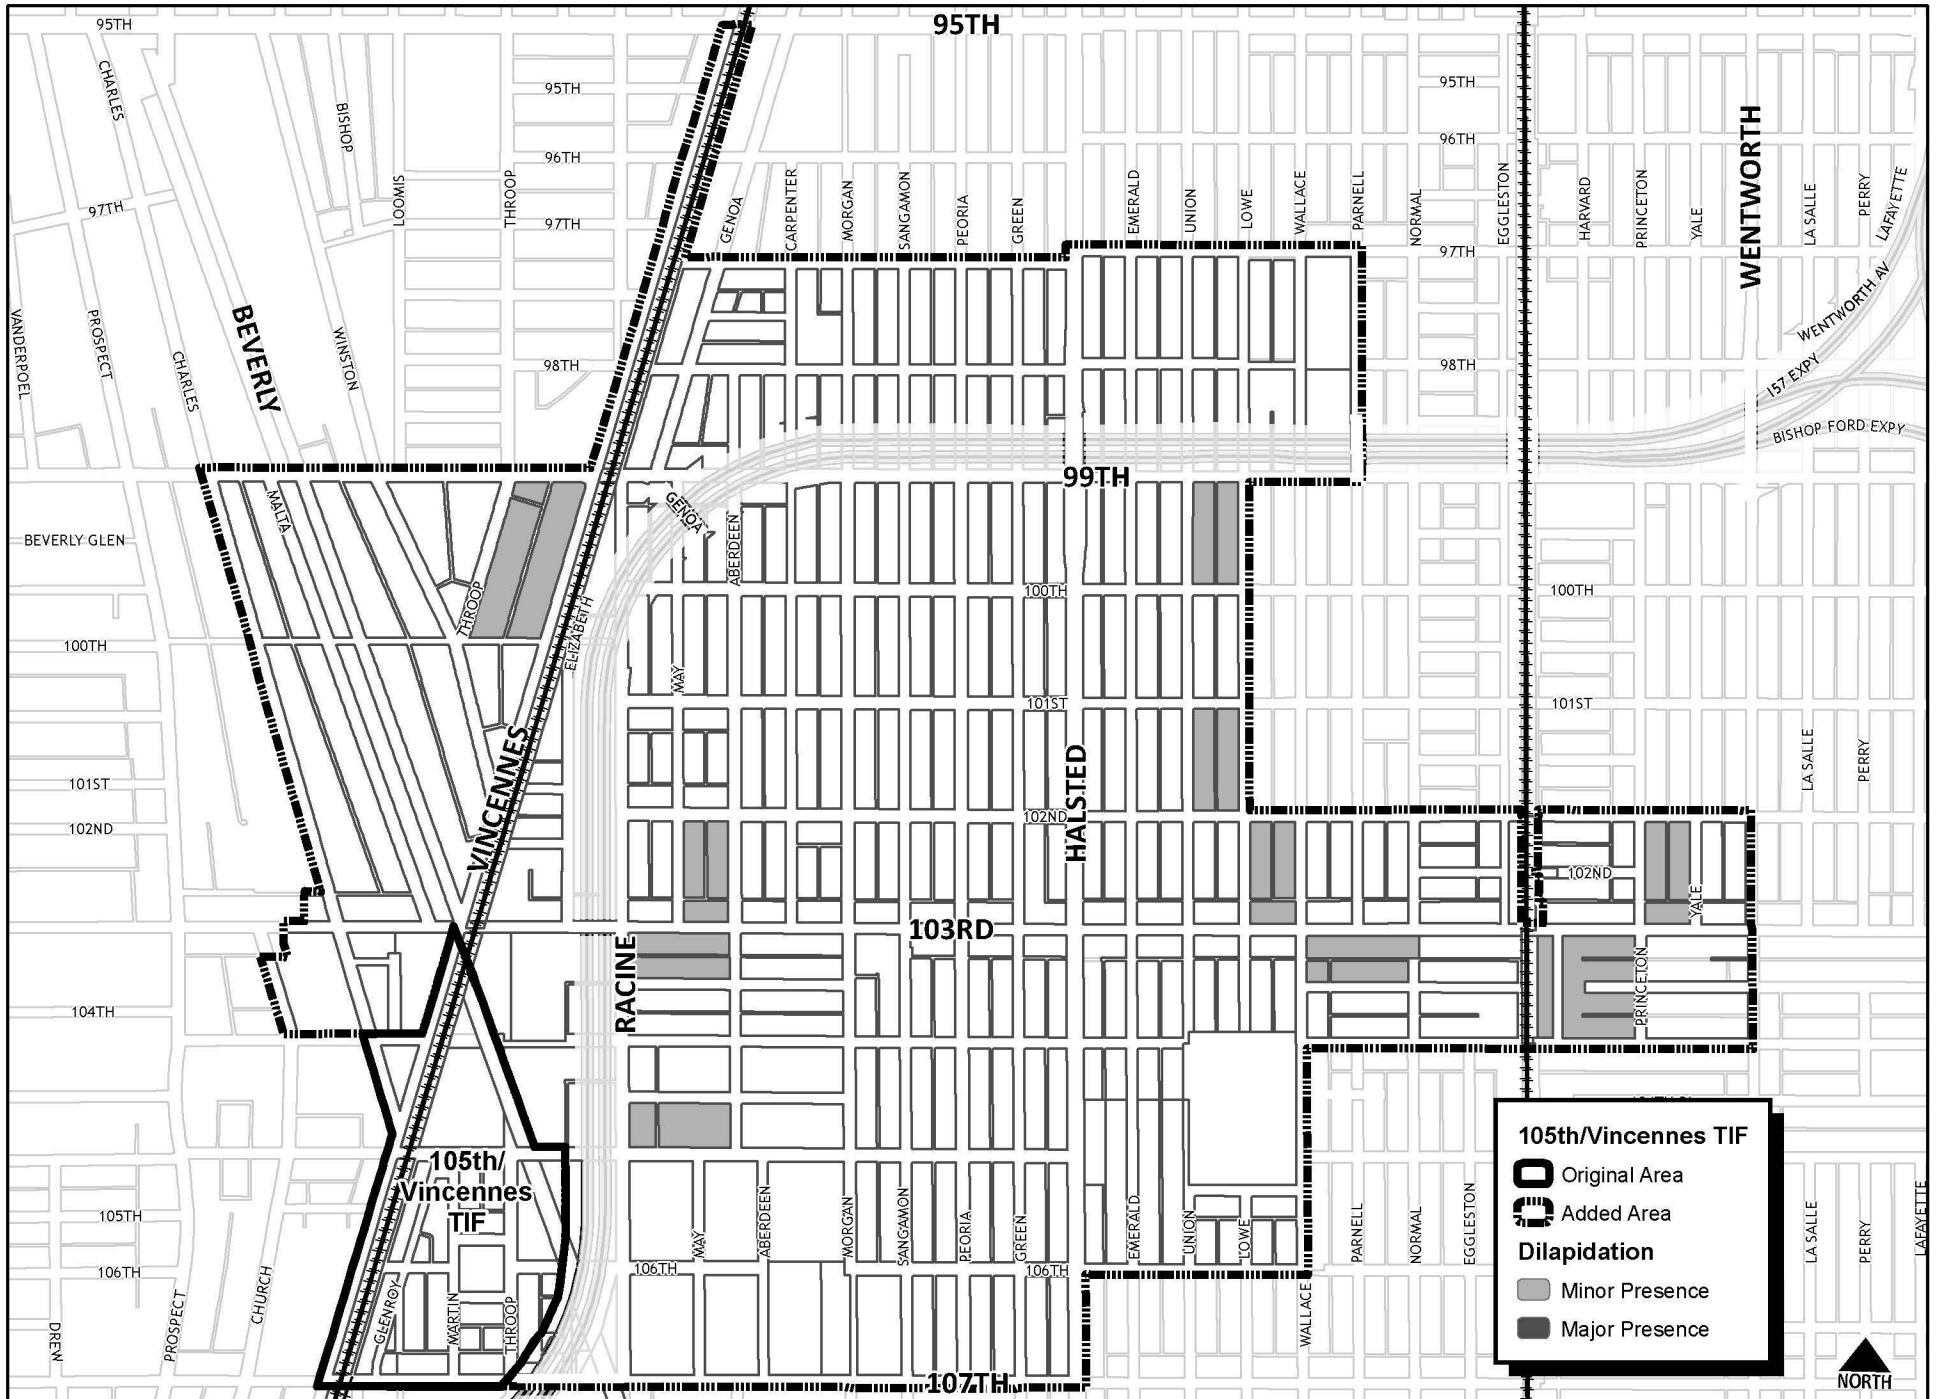 95TH
95TH
CHARLES
95TH
95TH
BISHOP
96TH
96TH
WENTWORTH
LOOMIS
THROOP
GENOA
CARPENTER
MORGAN
SANGAMON
PEORIA
GREEN
EMERALD
UNION
LOWE
WALLACE
PARNELL
NORMAL
EGGLESTON
HARVARD
PRINCETON
YALE
LA SALLE
PERRY
LAFAYETTE
97TH
97TH
97TH
VANDERPOEL
PROSPECT
CHARLES
BEVERLY
WINSTON
98TH
98TH
WENTWORTH AV
I57 EXPY
BISHOP FORD EXPY
99TH
MALTA
GENOA
ABERDEEN
BEVERLY GLEN
THROOP
ELIZABETH
100TH
100TH
100TH
MAY
101ST
101ST
VINCENNES
HALSTED
LA SALLE
PERRY
101ST
102ND
102ND
102ND
YALE
103RD
RACINE
PRINCETON
104TH
105th/
Vincennes
TIF
105TH
106TH
106TH
106TH
MAY
ABERDEEN
MORGAN
SANGAMON
PEORIA
GREEN
EMERALD
UNION
LOWE
WALLACE
PARNELL
NORMAL
EGGLESTON
LA SALLE
PERRY
LAFAYETTE
DREW
PROSPECT
CHURCH
GLENROY
MARTIN
THROOP
107TH
105th/Vincennes TIF
Original Area
Added Area
Dilapidation
Minor Presence
Major Presence
NORTH